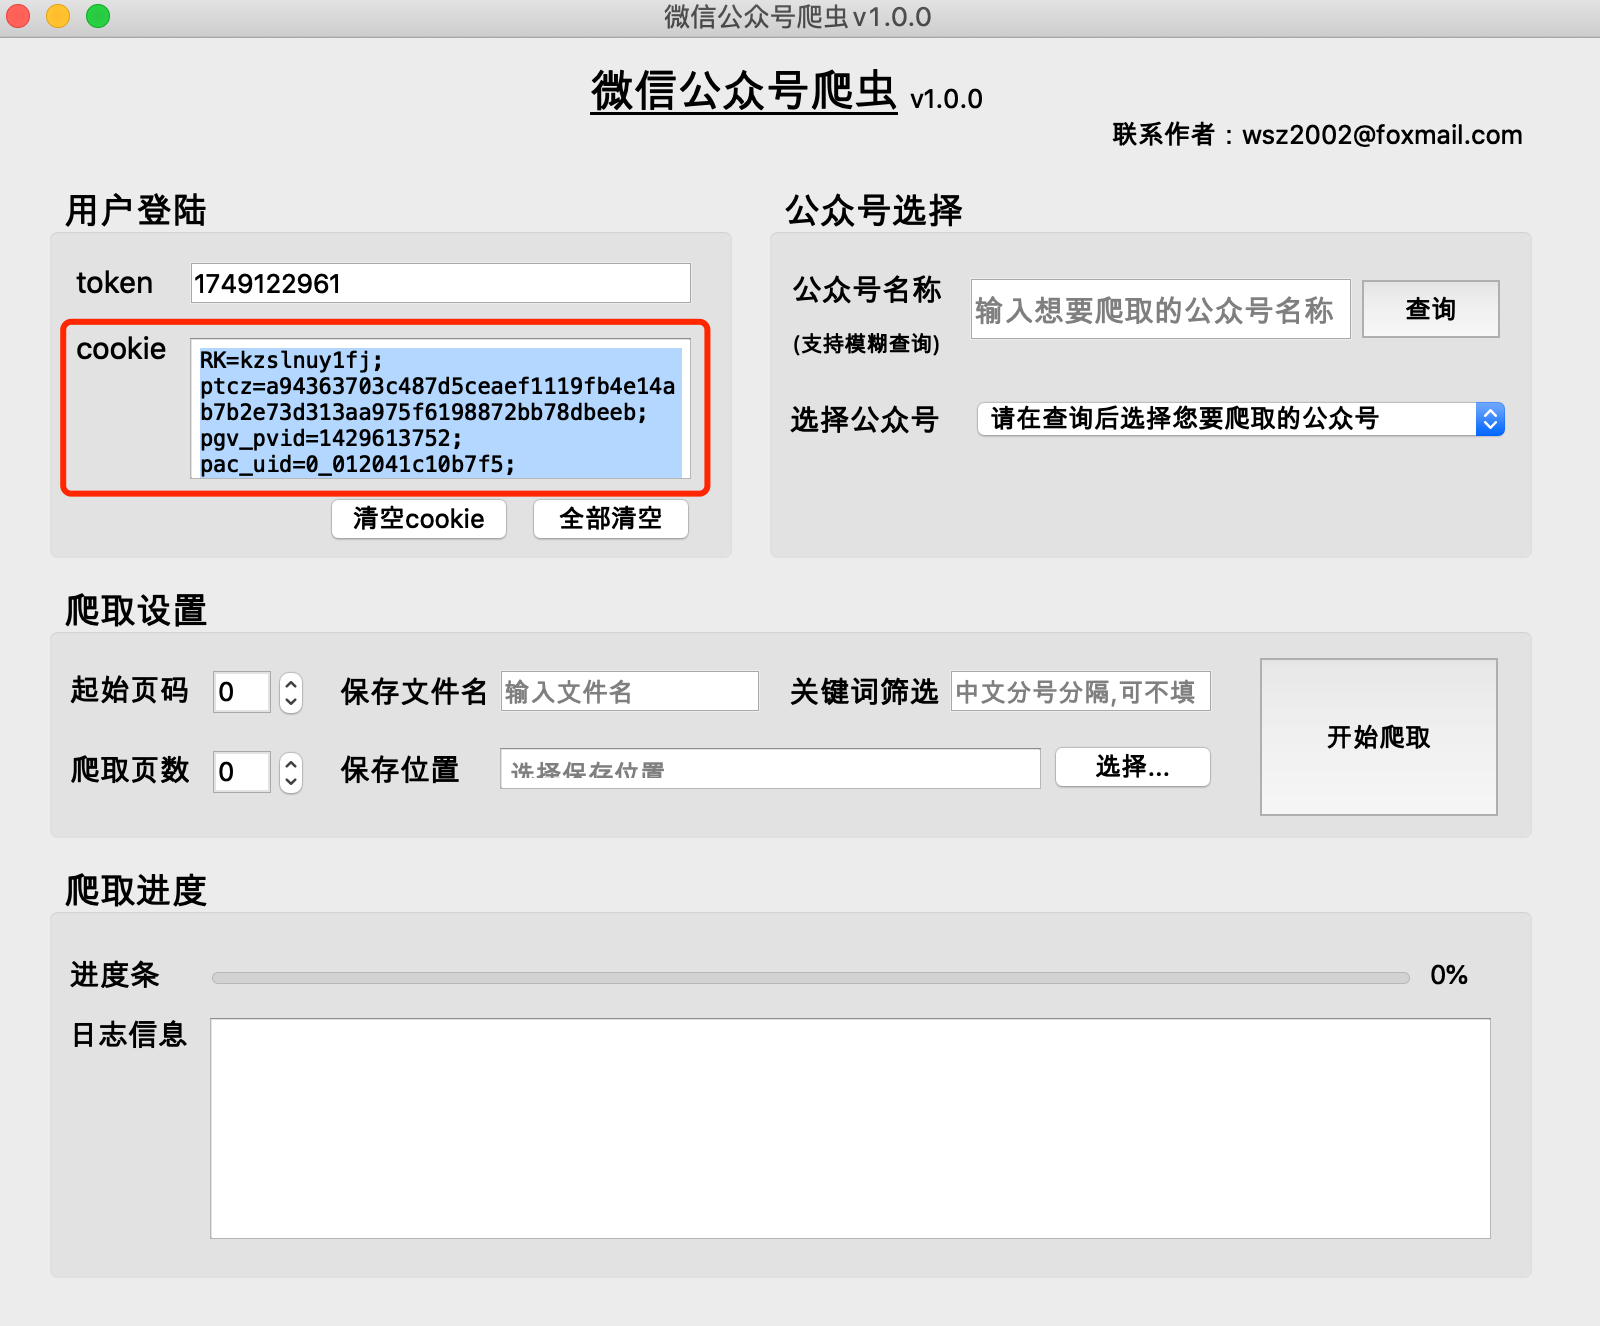 微信公众号爬虫v1.0.0
微信公众号爬虫 v1.0.0
联系作者：wsz2002@foxmail.com
用户登陆
token
1749122961
cookie
RK=kzslnuy1fj;
ptcz=a94363703c487d5ceaef1119fb4e14a
b7b2e73d313aa975f6198872bb78dbeeb;
pgv_pvid=1429613752;
pac_uid=0_012041c10b7f5;
清空cookie
全部清空
公众号选择
公众号名称
(支持模糊查询)
输入想要爬取的公众号名称
查询
选择公众号
请在查询后选择您要爬取的公众号
爬取设置
起始页码
0
保存文件名
输入文件名
关键词筛选
中文分号分隔,可不填
爬取页数
0
保存位置
选择保存位置
选择...
开始爬取
爬取进度
进度条
0%
日志信息